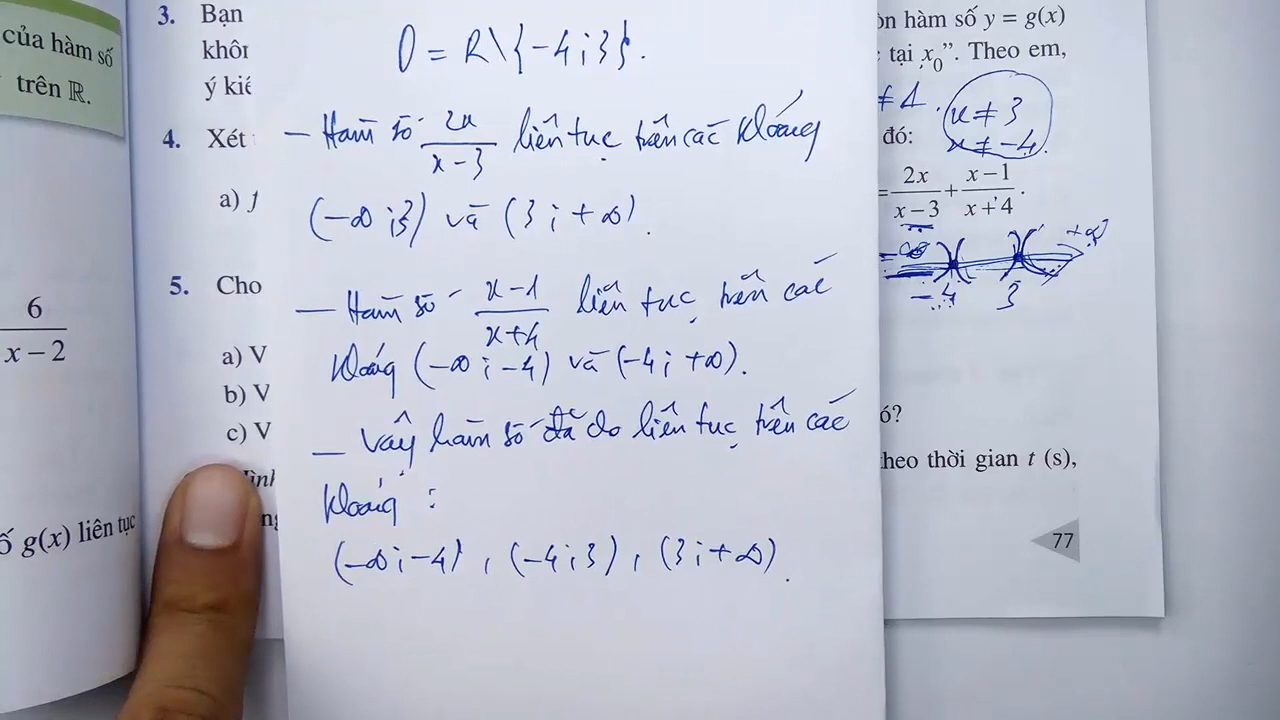 của hàm số
trên ℝ.
6
x − 2
ố g(x) liên tục
3. Bạn
khôn
ý kiế
4. Xét
a) f
5. Cho
a) V
b) V
c) V
D = R\{-4;3}.
— Hàm số 2x/(x-3) liên tục trên các khoảng
(-∞;3) và (3;+∞).
— Hàm số (x-1)/(x+4) liên tục trên các
khoảng (-∞;-4) và (-4;+∞).
— Vậy hàm số đã cho liên tục trên các
khoảng :
(-∞;-4), (-4;3), (3;+∞).
òn hàm số y = g(x)
tại x₀”. Theo em,
x ≠ 3
x ≠ -4.
đó:
= 2x/(x−3) + (x−1)/(x+4).
-∞ +∞
-4 3
ó?
heo thời gian t (s),
77